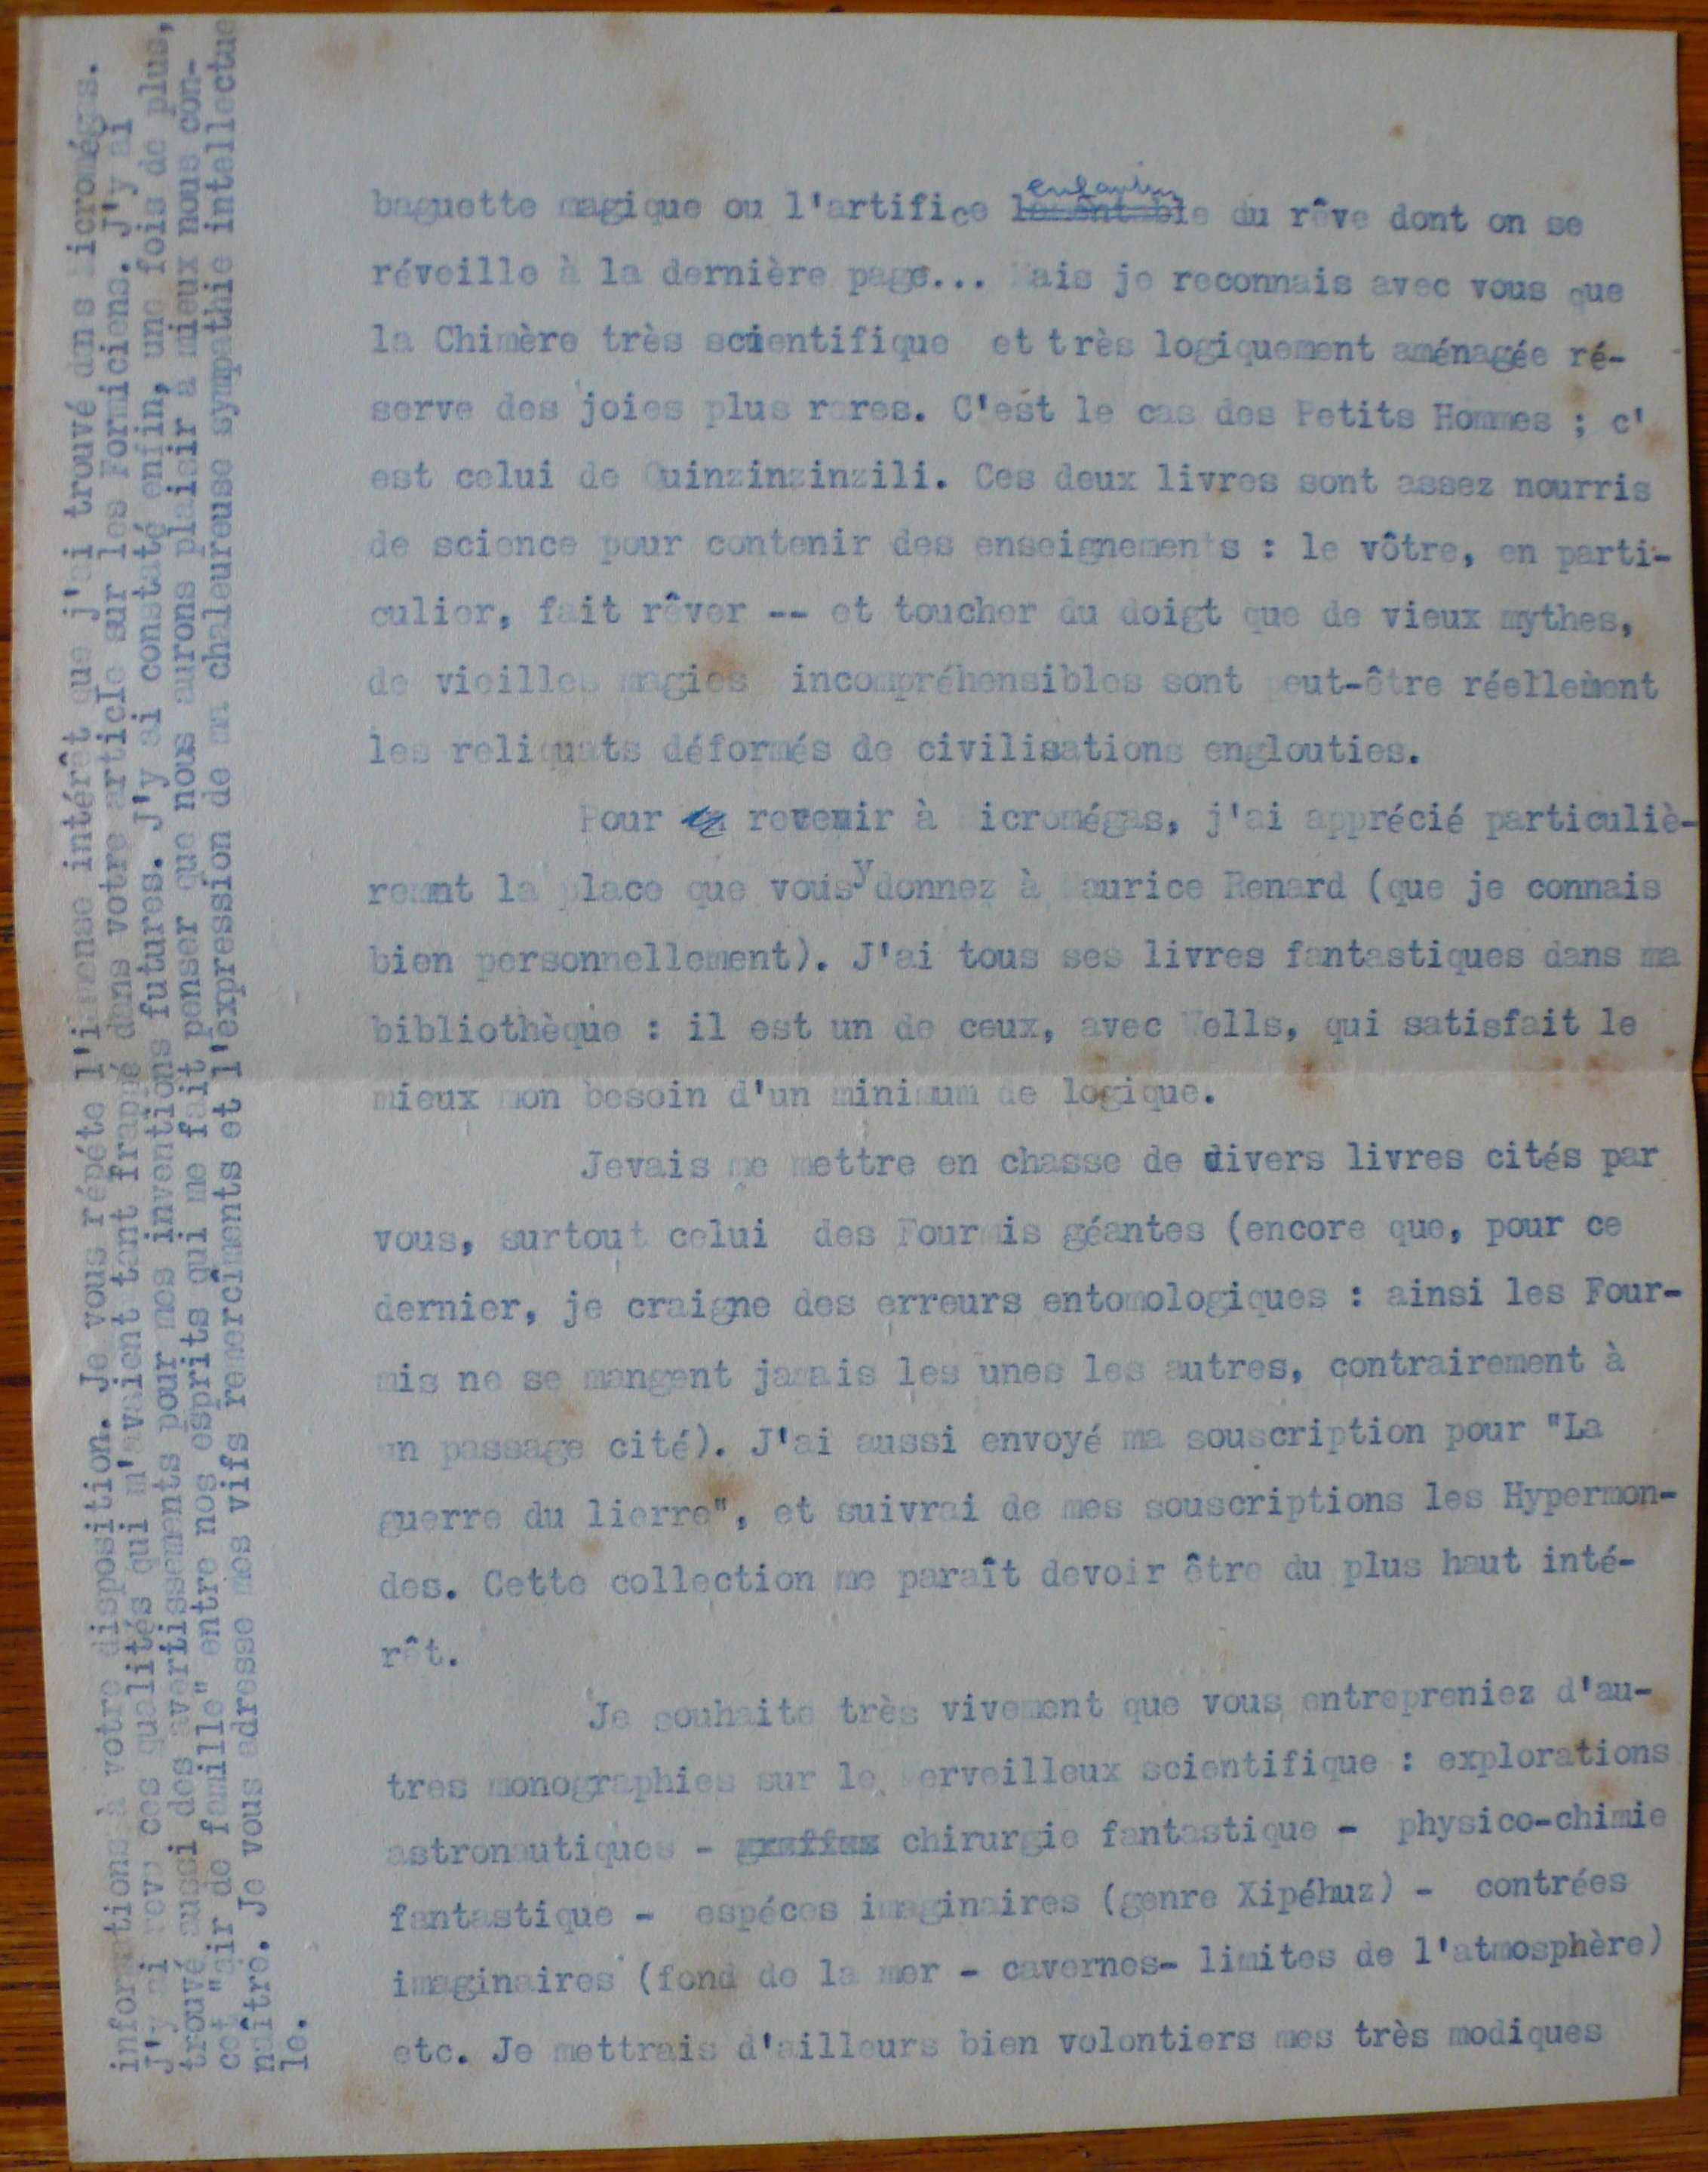 baguette magique ou l'artifice lamentable enfantin du rêve dont on se
réveille à la dernière page... Mais je reconnais avec vous que
la Chimère très scientifique et très logiquement aménagée ré-
serve des joies plus rares. C'est le cas des Petits Hommes ; c'
est celui de Quinzinzinzili. Ces deux livres sont assez nourris
de science pour contenir des enseignements : le vôtre, en parti-
culier, fait rêver -- et toucher du doigt que de vieux mythes,
de vieilles magies incompréhensibles sont peut-être réellement
les reliquats déformés de civilisations englouties.
Pour revenir à Micromégas, j'ai apprécié particuliè-
remnt la place que vous y donnez à Maurice Renard (que je connais
bien personnellement). J'ai tous ses livres fantastiques dans ma
bibliothèque : il est un de ceux, avec Wells, qui satisfait le
mieux mon besoin d'un minimum de logique.
Jevais me mettre en chasse de divers livres cités par
vous, surtout celui des Fourmis géantes (encore que, pour ce
dernier, je craigne des erreurs entomologiques : ainsi les Four-
mis ne se mangent jamais les unes les autres, contrairement à
un passage cité). J'ai aussi envoyé ma souscription pour "La
guerre du lierre", et suivrai de mes souscriptions les Hypermon-
des. Cette collection me paraît devoir être du plus haut inté-
rêt.
Je souhaite très vivement que vous entrepreniez d'au-
tres monographies sur le Merveilleux scientifique : explorations
astronautiques - chirurgie fantastique - physico-chimie
fantastique - espéces imaginaires (genre Xipéhuz) - contrées
imaginaires (fond de la mer - cavernes- limites de l'atmosphère)
etc. Je mettrais d'ailleurs bien volontiers mes très modiques
informations à votre disposition. Je vous répéte l'immense intérêt que j'ai trouvé dans Micromégas.
J'y ai revu ces qualités qui m'avaient tant frappé dans votre article sur les Formiciens. J'y ai
trouvé aussi des avertissements pour mes inventions futures. J'y ai constaté enfin, une fois de plus,
cet "air de famille" entre nos esprits qui me fait penser que nous aurons plaisir à mieux nous con-
naître. Je vous adresse mes vifs remercîments et l'expression de ma chaleureuse sympathie intellectuel
le.